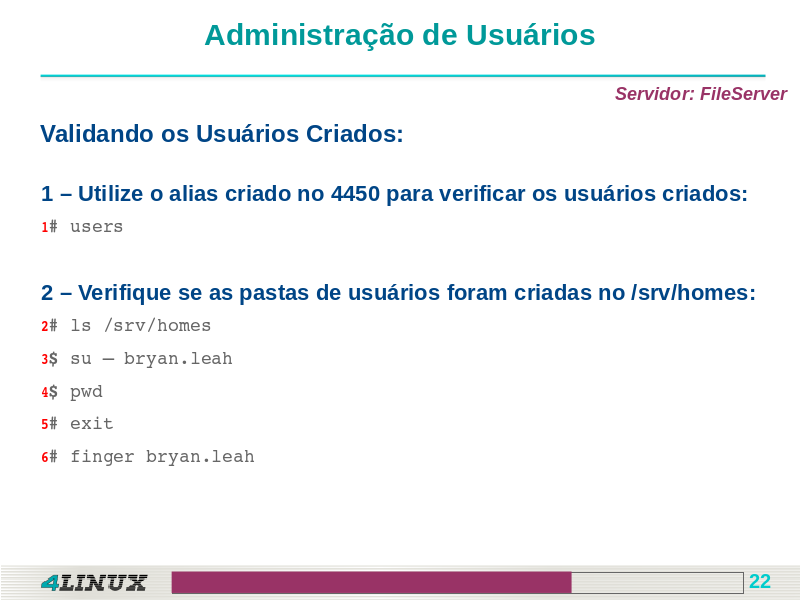 Administração de Usuários
Servidor: FileServer
Validando os Usuários Criados:
1 – Utilize o alias criado no 4450 para verificar os usuários criados:
1# users
2 – Verifique se as pastas de usuários foram criadas no /srv/homes:
2# ls /srv/homes
3$ su – bryan.leah
4$ pwd
5# exit
6# finger bryan.leah
4LINUX
22